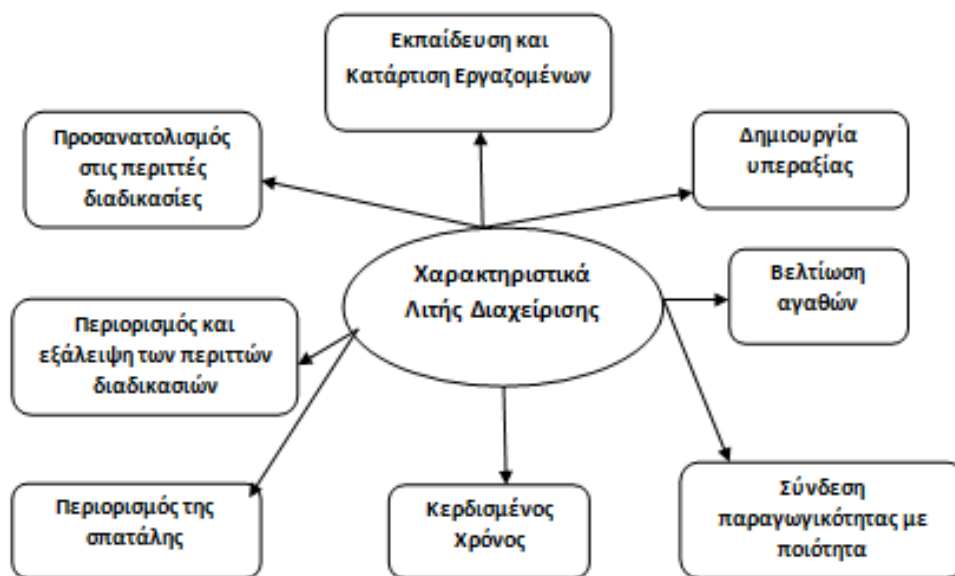 Εκπαίδευση και
Κατάρτιση Εργαζομένων
Προσανατολισμός
στις περιττές
διαδικασίες
Δημιουργία
υπεραξίας
Χαρακτηριστικά
Λιτής Διαχείρισης
Βελτίωση
αγαθών
Περιορισμός και
εξάλειψη των περιττών
διαδικασιών
Περιορισμός της
σπατάλης
Κερδισμένος
Χρόνος
Σύνδεση
παραγωγικότητας με
ποιότητα